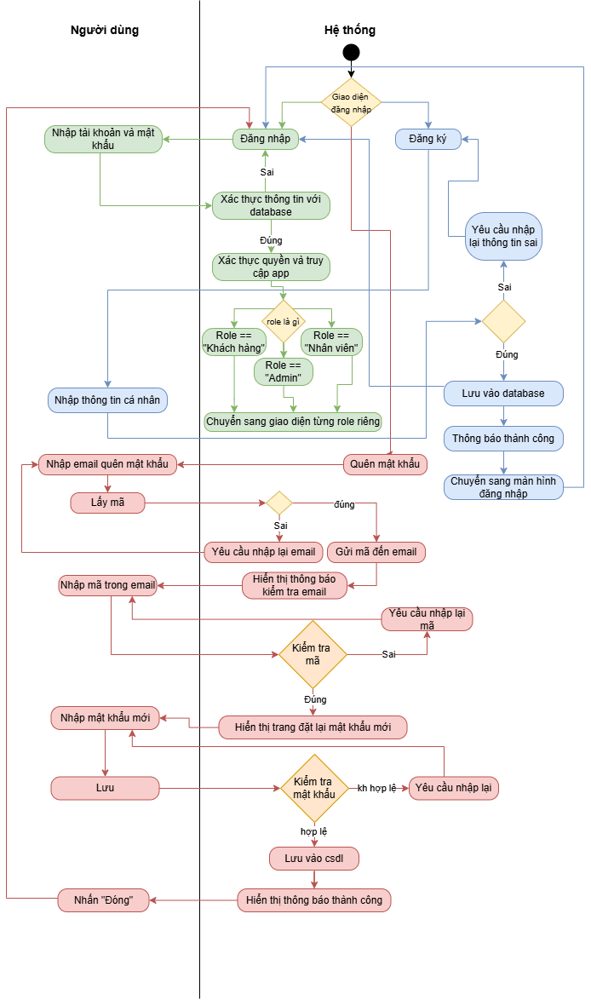 Người dùng
Hệ thống
Giao diện
đăng nhập
Nhập tài khoản và mật
khẩu
Đăng nhập
Đăng ký
Sai
Xác thực thông tin với
database
Yêu cầu nhập
lại thông tin sai
Đúng
Xác thực quyền và truy
cập app
Sai
role là gì
Role ==
"Khách hàng"
Role ==
"Nhân viên"
Role ==
"Admin"
Đúng
Nhập thông tin cá nhân
Lưu vào database
Chuyển sang giao diện từng role riêng
Thông báo thành công
Nhập email quên mật khẩu
Quên mật khẩu
Chuyển sang màn hình
đăng nhập
Lấy mã
đúng
Sai
Yêu cầu nhập lại email
Gửi mã đến email
Nhập mã trong email
Hiển thị thông báo
kiểm tra email
Yêu cầu nhập lại
mã
Kiểm tra
mã
Sai
Đúng
Nhập mật khẩu mới
Hiển thị trang đặt lại mật khẩu mới
Lưu
Kiểm tra
mật khẩu
kh hợp lệ
Yêu cầu nhập lại
hợp lệ
Lưu vào csdl
Nhấn "Đóng"
Hiển thị thông báo thành công